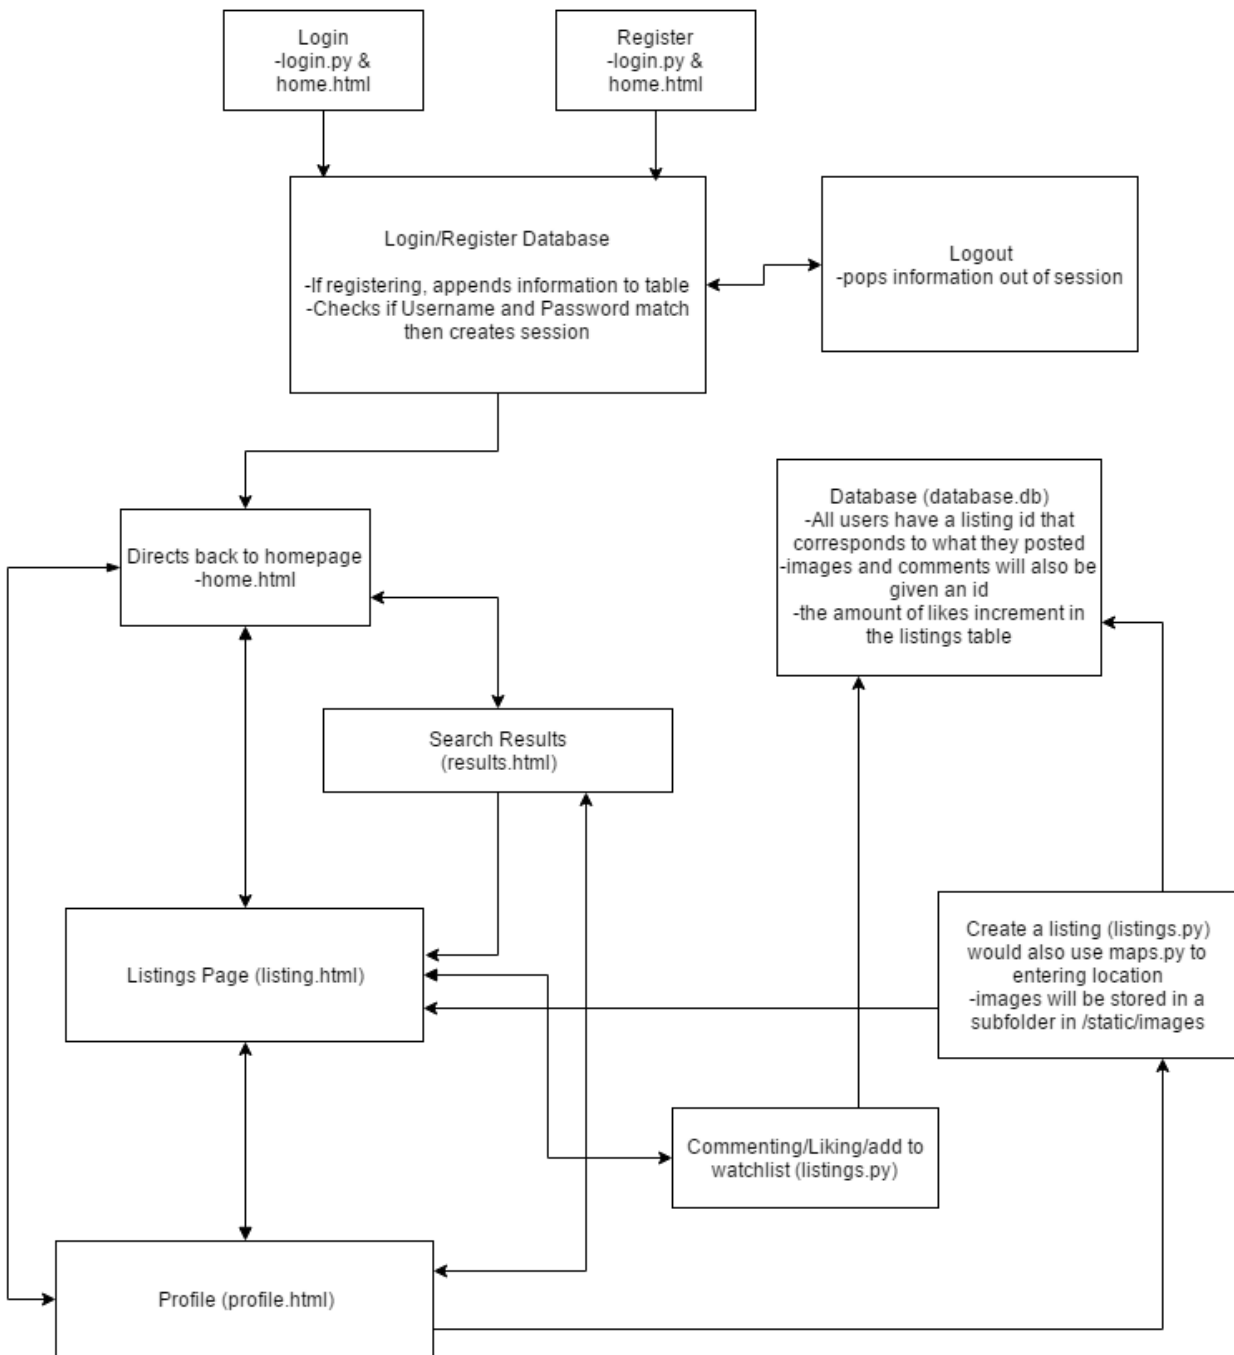 Login
-login.py &
home.html
Register
-login.py &
home.html
Login/Register Database
-If registering, appends information to table
-Checks if Username and Password match
then creates session
Logout
-pops information out of session
Directs back to homepage
-home.html
Database (database.db)
-All users have a listing id that
corresponds to what they posted
-images and comments will also be
given an id
-the amount of likes increment in
the listings table
Search Results
(results.html)
Listings Page (listing.html)
Create a listing (listings.py)
would also use maps.py to
entering location
-images will be stored in a
subfolder in /static/images
Commenting/Liking/add to
watchlist (listings.py)
Profile (profile.html)